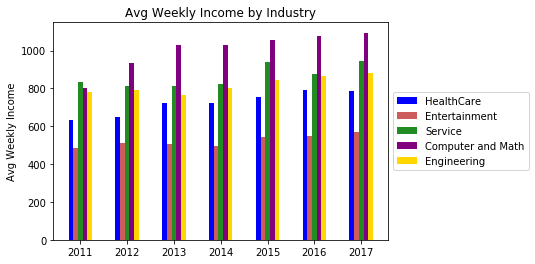 Avg Weekly Income by Industry
Avg Weekly Income
1000
800
600
400
200
0
2011 2012 2013 2014 2015 2016 2017
HealthCare
Entertainment
Service
Computer and Math
Engineering